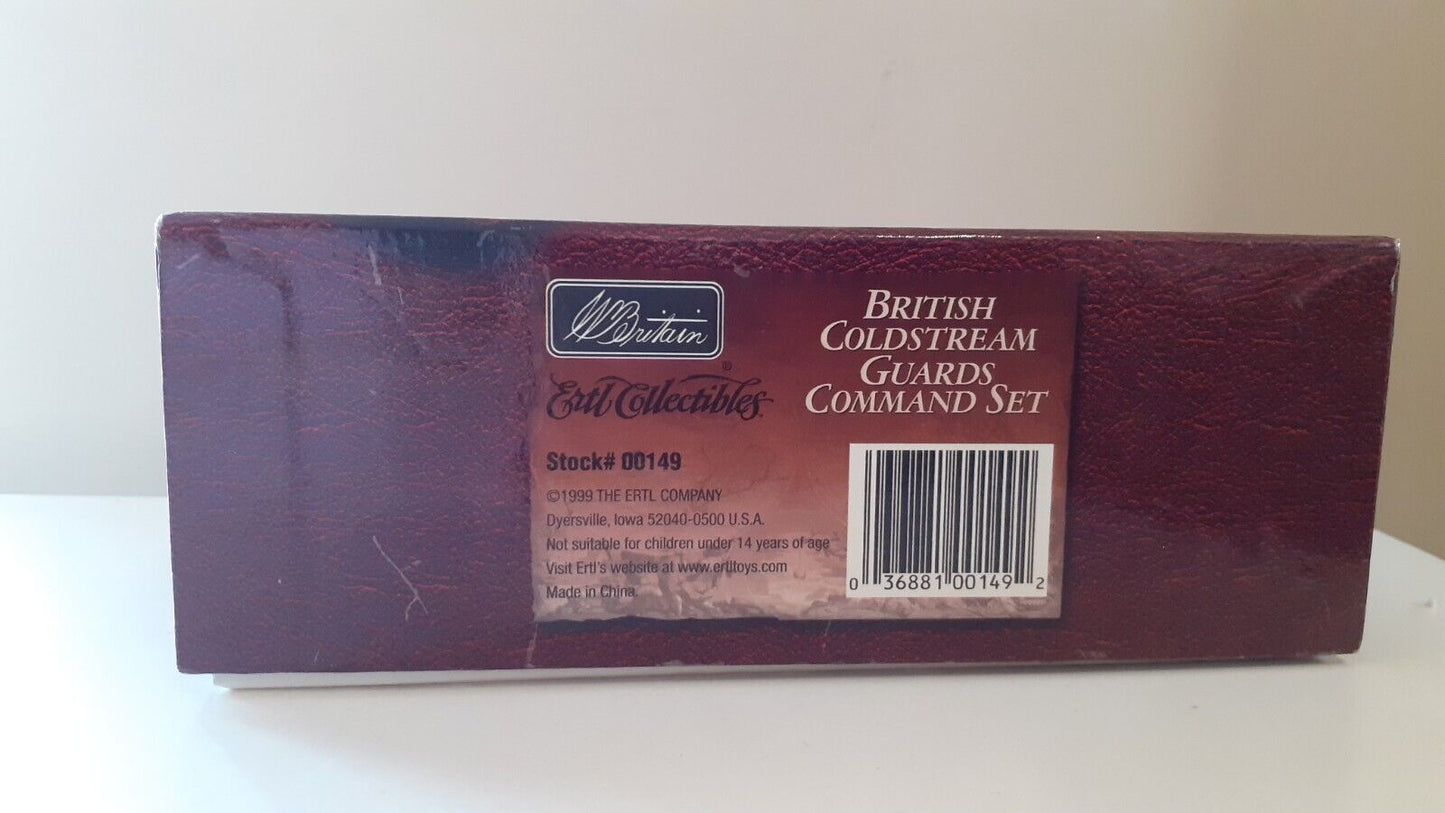 WBritain
Ertl Collectibles®
BRITISH
COLDSTREAM
GUARDS
COMMAND SET
Stock# 00149
©1999 THE ERTL COMPANY
Dyersville, Iowa 52040-0500 U.S.A.
Not suitable for children under 14 years of age
Visit Ertl's website at www.ertltoys.com
Made in China.
0 36881 00149 2